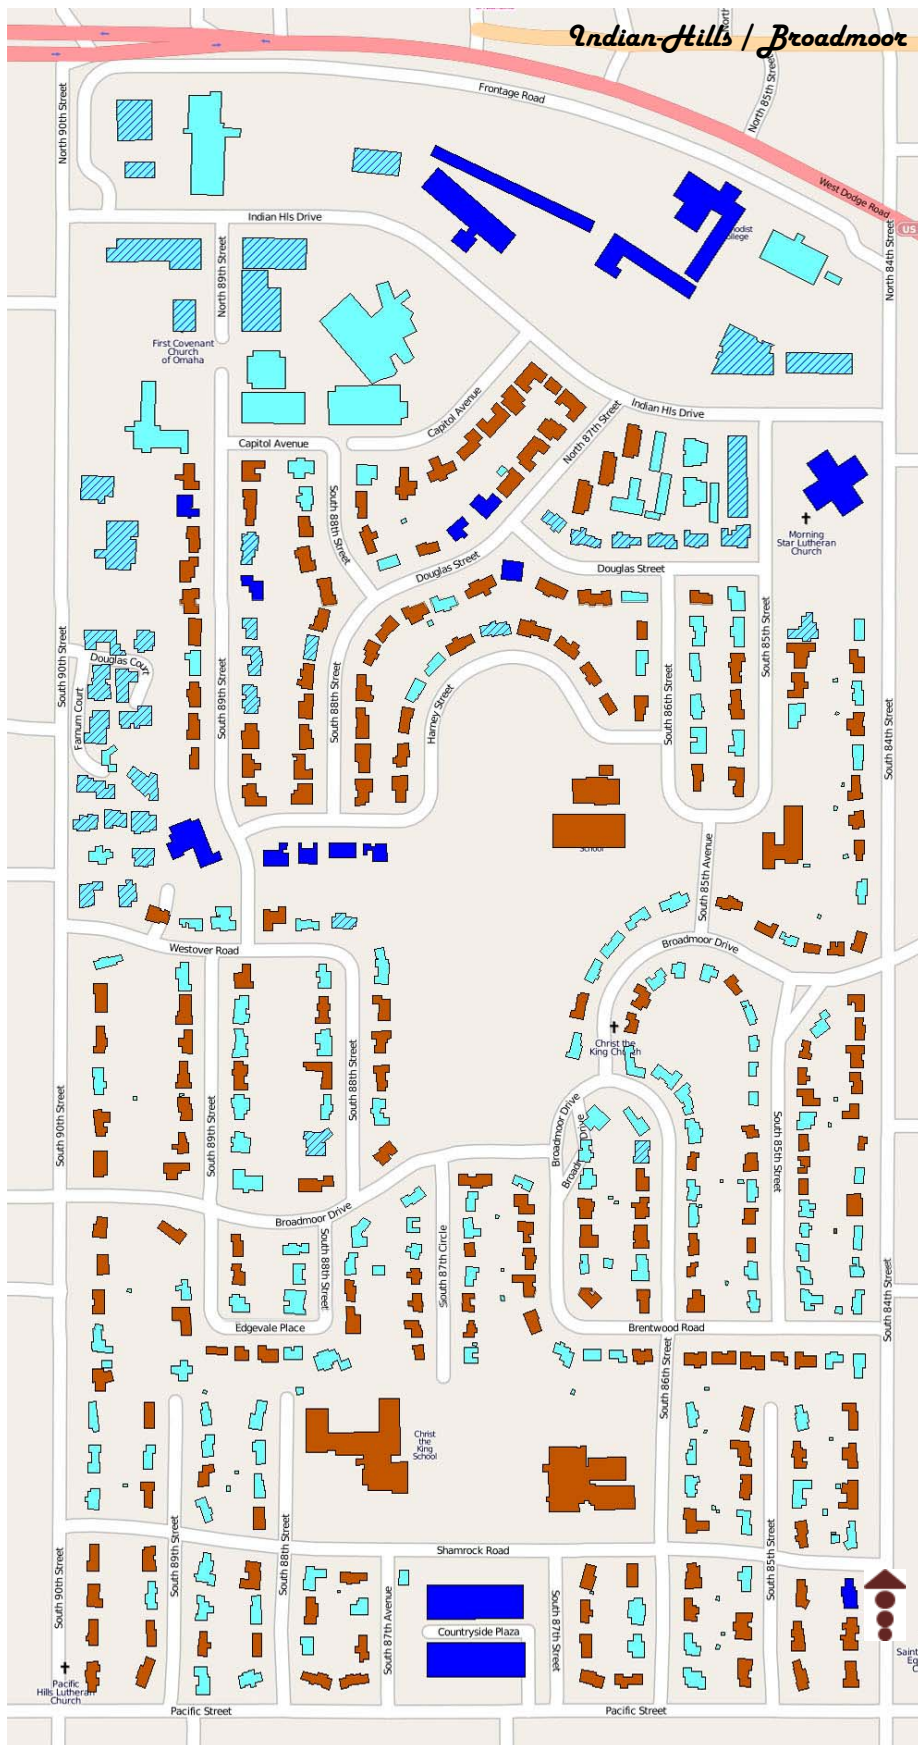 Indian-Hills / Broadmoor
North 90th Street
Frontage Road
North 85th Street
North
West Dodge Road
US
Indian Hls Drive
North 89th Street
North 84th Street
First Covenant
Church
of Omaha
Capitol Avenue
Indian Hls Drive
North 87th Street
Capitol Avenue
South 88th Street
Morning
Star Lutheran
Church
Douglas Street
Douglas Street
South 90th Street
Douglas Court
Farnum Court
South 89th Street
South 88th Street
Harney Street
South 86th Street
South 85th Street
South 84th Street
School
South 85th Avenue
Westover Road
Broadmoor Drive
Christ the
King Church
South 90th Street
South 89th Street
South 88th Street
Broadmoor Drive
South 85th Street
Broadmoor Drive
South 88th Street
South 87th Circle
South 84th Street
Edgevale Place
Brentwood Road
South 86th Street
Christ
the
King
School
Shamrock Road
South 90th Street
South 89th Street
South 88th Street
South 87th Avenue
Countryside Plaza
South 87th Street
South 85th Street
Pacific
Hills Lutheran
Church
Saint
Pacific Street
Pacific Street